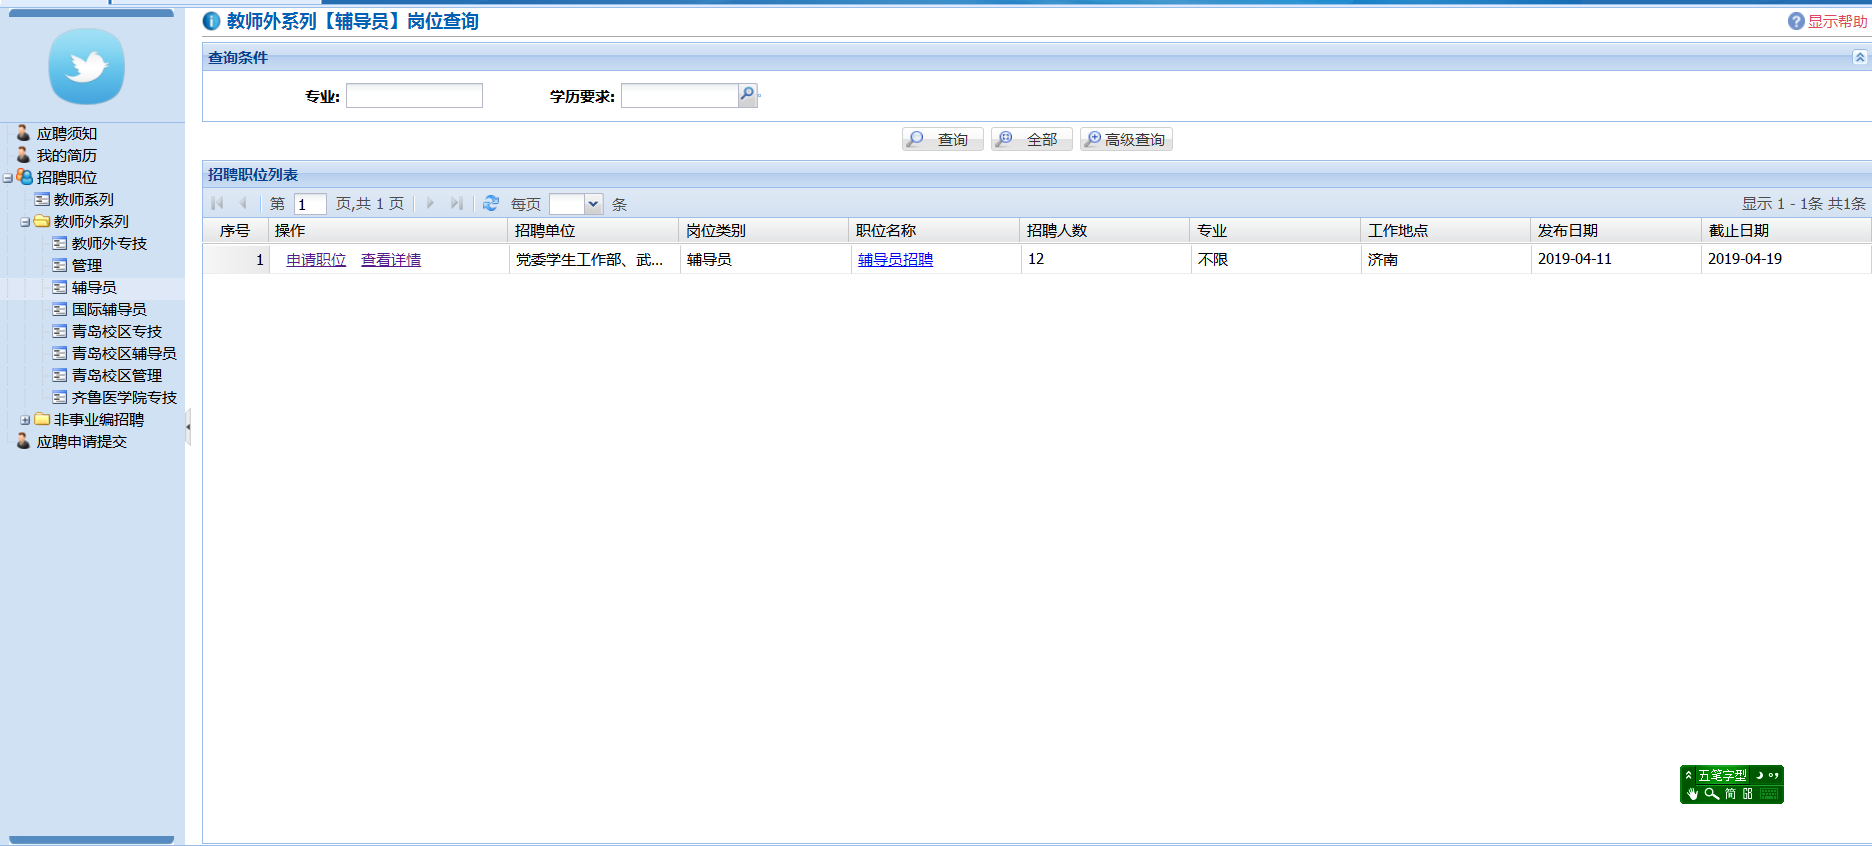 教师外系列【辅导员】岗位查询
显示帮助
查询条件
专业:
学历要求:
查询
全部
高级查询
应聘须知
我的简历
招聘职位
教师系列
教师外系列
教师外专技
管理
辅导员
国际辅导员
青岛校区专技
青岛校区辅导员
青岛校区管理
齐鲁医学院专技
非事业编招聘
应聘申请提交
招聘职位列表
第 1 页,共 1 页 每页 条 显示 1 - 1条 共1条
序号 操作 招聘单位 岗位类别 职位名称 招聘人数 专业 工作地点 发布日期 截止日期
1 申请职位 查看详情 党委学生工作部、武... 辅导员 辅导员招聘 12 不限 济南 2019-04-11 2019-04-19
五笔字型
简